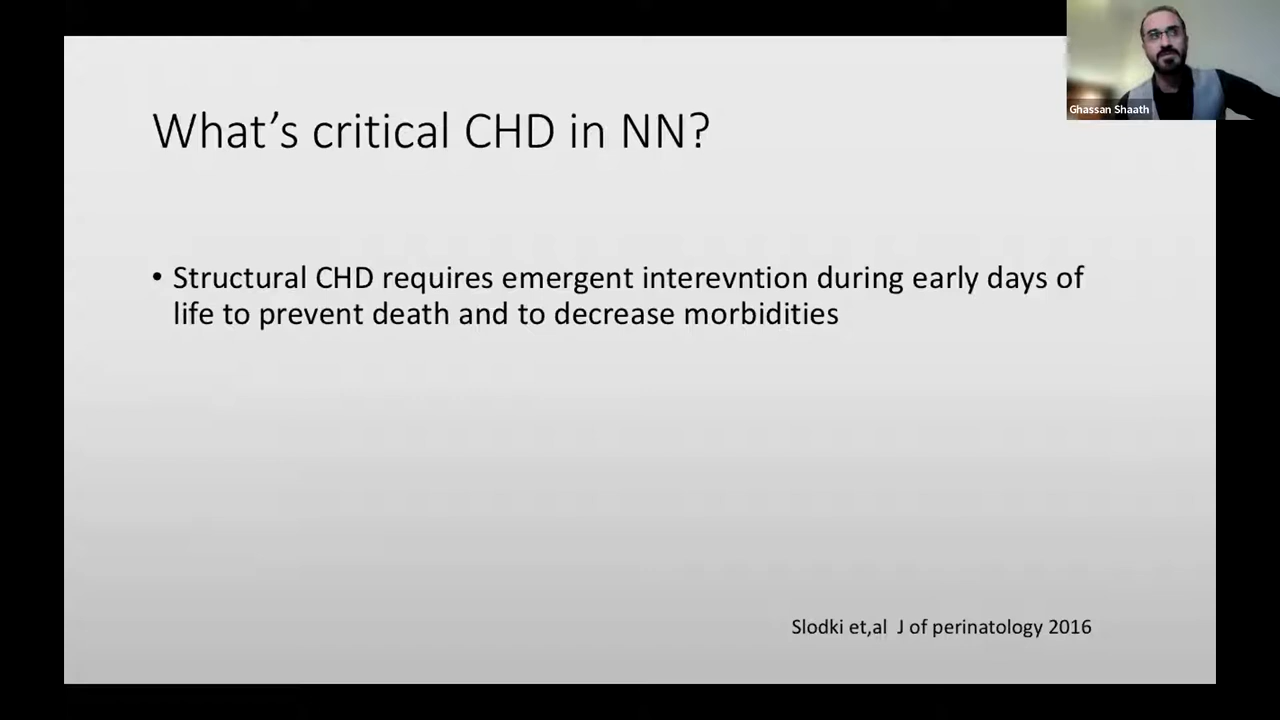 Ghassan Shaath
What’s critical CHD in NN?
• Structural CHD requires emergent interevntion during early days of
life to prevent death and to decrease morbidities
Slodki et,al  J of perinatology 2016